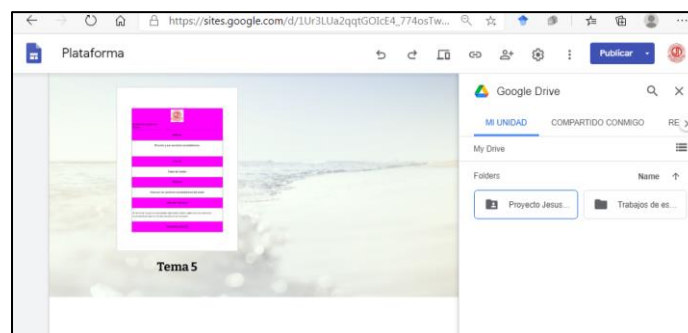 https://sites.google.com/d/1Ur3LUa2qqtGOIcE4_774osTw...
Plataforma
Publicar
Google Drive
MI UNIDAD
COMPARTIDO CONMIGO
RE
My Drive
Folders
Name
Proyecto Jesus...
Trabajos de es...
Tema 5